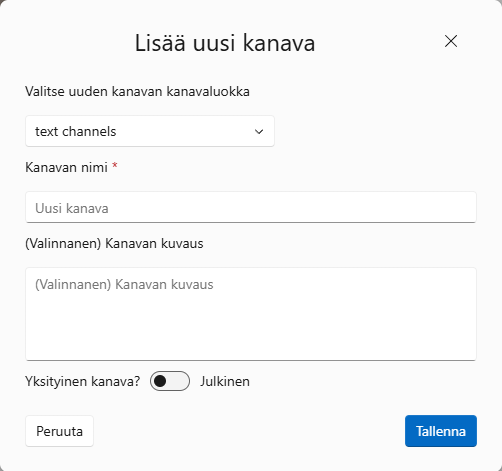 Lisää uusi kanava
Valitse uuden kanavan kanavaluokka
text channels
Kanavan nimi *
Uusi kanava
(Valinnanen) Kanavan kuvaus
(Valinnanen) Kanavan kuvaus
Yksityinen kanava? Julkinen
Peruuta Tallenna